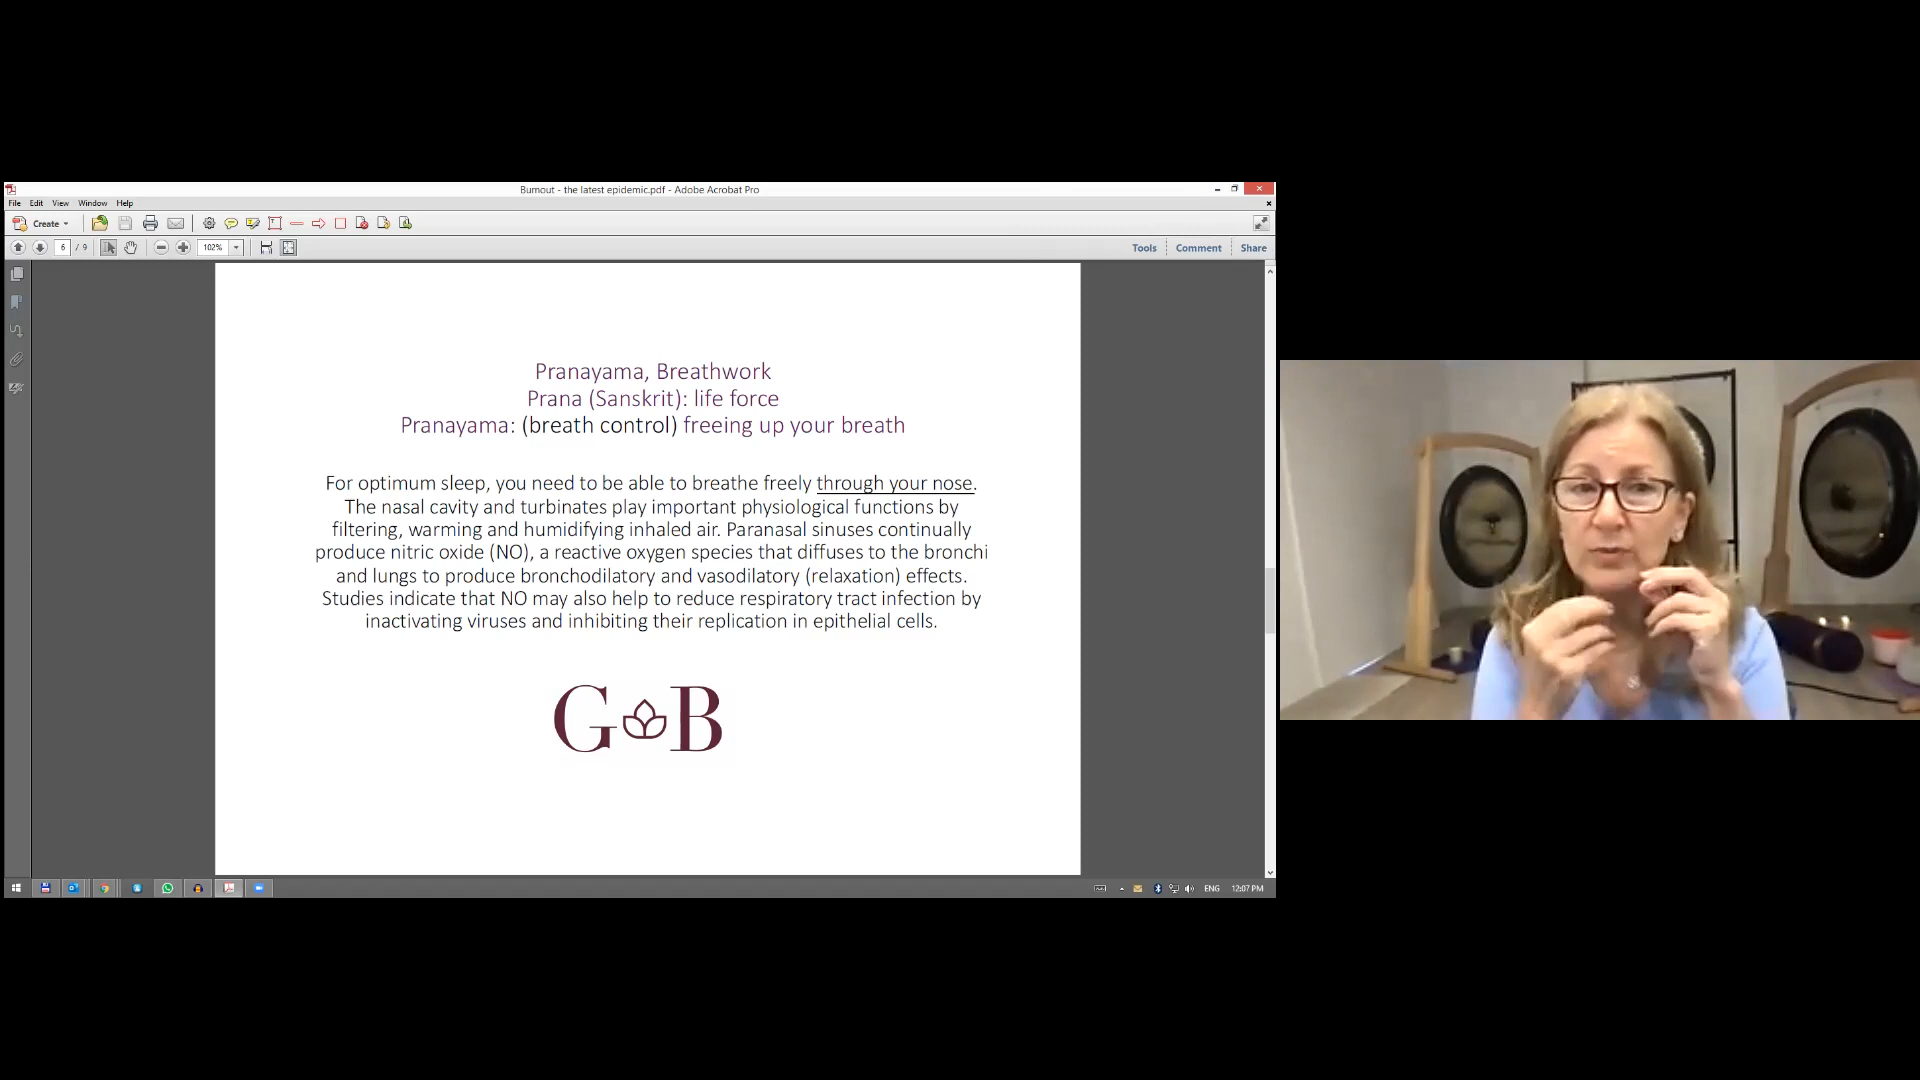 Burnout - the latest epidemic.pdf - Adobe Acrobat Pro
File Edit View Window Help
Create
6 / 9 102% Tools Comment Share
Pranayama, Breathwork
Prana (Sanskrit): life force
Pranayama: (breath control) freeing up your breath
For optimum sleep, you need to be able to breathe freely through your nose.
The nasal cavity and turbinates play important physiological functions by
filtering, warming and humidifying inhaled air. Paranasal sinuses continually
produce nitric oxide (NO), a reactive oxygen species that diffuses to the bronchi
and lungs to produce bronchodilatory and vasodilatory (relaxation) effects.
Studies indicate that NO may also help to reduce respiratory tract infection by
inactivating viruses and inhibiting their replication in epithelial cells.
G B
ENG 12:07 PM